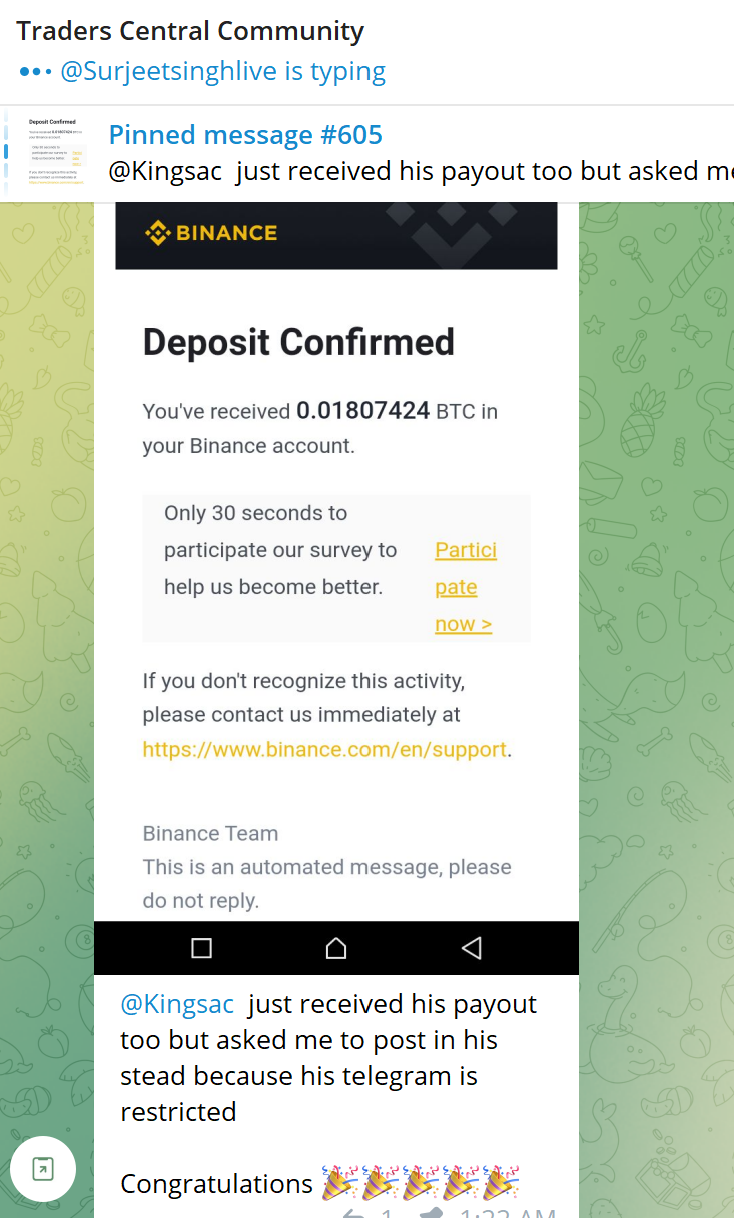 Traders Central Community
@Surjeetsinghlive is typing
Pinned message #605
@Kingsac just received his payout too but asked me
BINANCE
Deposit Confirmed
You've received 0.01807424 BTC in
your Binance account.
Only 30 seconds to
participate our survey to
help us become better.
Partici
pate
now >
If you don't recognize this activity,
please contact us immediately at
https://www.binance.com/en/support.
Binance Team
This is an automated message, please
do not reply.
@Kingsac just received his payout
too but asked me to post in his
stead because his telegram is
restricted
Congratulations 🎉🎉🎉🎉🎉